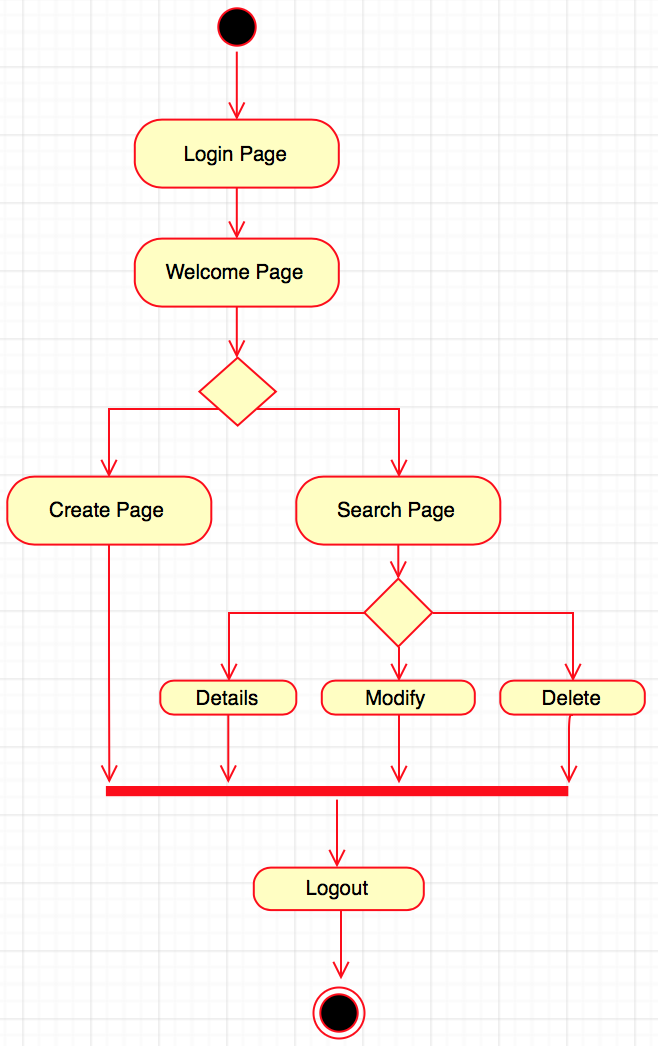 Login Page
Welcome Page
Create Page
Search Page
Details
Modify
Delete
Logout